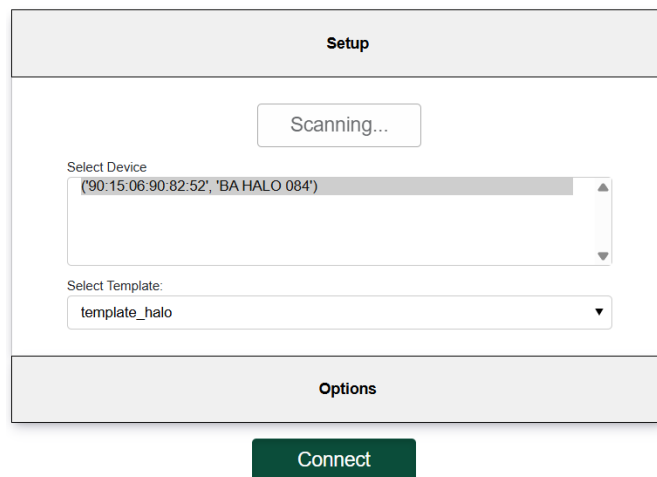 Setup
Scanning...
Select Device
('90:15:06:90:82:52', 'BA HALO 084')
Select Template:
template_halo
Options
Connect